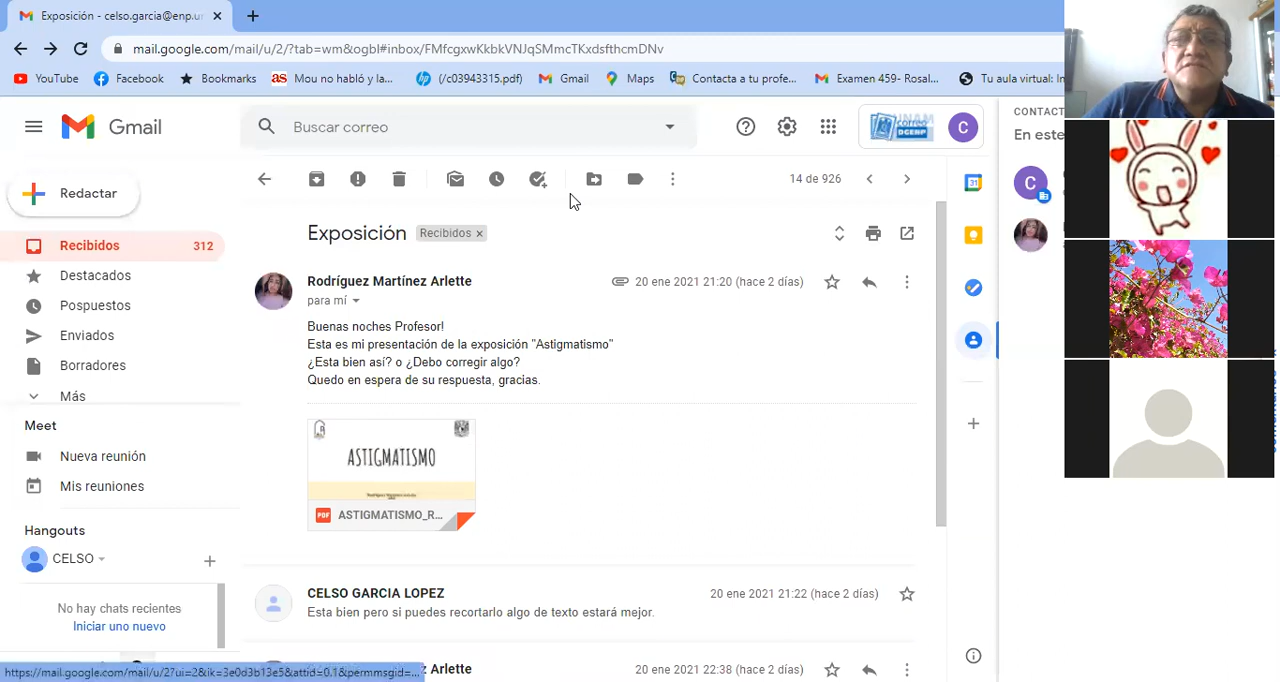 Exposición - celso.garcia@enp.ur
mail.google.com/mail/u/2/?tab=wm&ogbl#inbox/FMfcgxwKkbkVNJqSMmcTKxdsfthcmDNv
YouTube Facebook Bookmarks Mou no habló y la... (/c03943315.pdf) Gmail Maps Contacta a tu profe... Examen 459- Rosal... Tu aula virtual: In
Gmail
Buscar correo
correo
DGENP
C
CONTACT
En este
C
Redactar
14 de 926
Recibidos 312
Destacados
Pospuestos
Enviados
Borradores
Más
Meet
Nueva reunión
Mis reuniones
Hangouts
CELSO
No hay chats recientes
Iniciar uno nuevo
Exposición Recibidos x
Rodríguez Martínez Arlette
20 ene 2021 21:20 (hace 2 días)
para mí
Buenas noches Profesor!
Esta es mi presentación de la exposición "Astigmatismo"
¿Esta bien así? o ¿Debo corregir algo?
Quedo en espera de su respuesta, gracias.
ASTIGMATISMO
PDF ASTIGMATISMO_R...
CELSO GARCIA LOPEZ
20 ene 2021 21:22 (hace 2 días)
Esta bien pero si puedes recortarlo algo de texto estará mejor.
Arlette
20 ene 2021 22:38 (hace 2 días)
31
https://mail.google.com/mail/u/2?ui=2&ik=3e0d3b13e5&attid=0.1&permmsgid=...